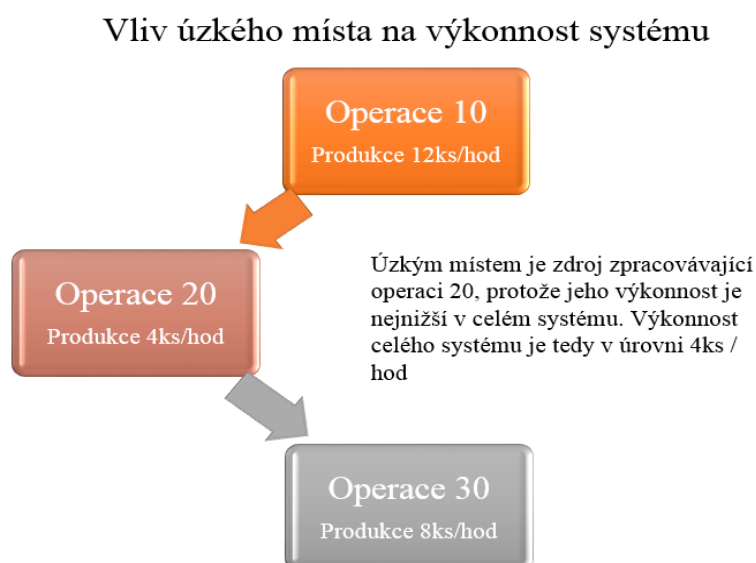 Vliv úzkého místa na výkonnost systému
Operace 10
Produkce 12ks/hod
Operace 20
Produkce 4ks/hod
Úzkým místem je zdroj zpracovávající
operaci 20, protože jeho výkonnost je
nejnižší v celém systému. Výkonnost
celého systému je tedy v úrovni 4ks /
hod
Operace 30
Produkce 8ks/hod